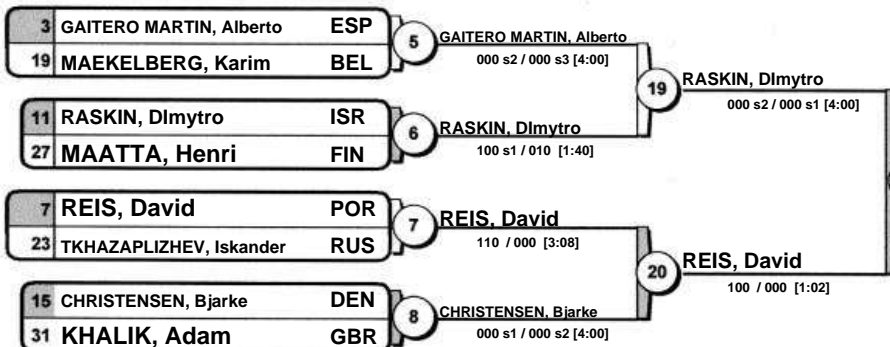 3 GAITERO MARTIN, Alberto ESP
19 MAEKELBERG, Karim BEL
5
GAITERO MARTIN, Alberto
000 s2 / 000 s3 [4:00]
11 RASKIN, DImytro ISR
27 MAATTA, Henri FIN
6
RASKIN, DImytro
100 s1 / 010 [1:40]
19
RASKIN, DImytro
000 s2 / 000 s1 [4:00]
7 REIS, David POR
23 TKHAZAPLIZHEV, Iskander RUS
7
REIS, David
110 / 000 [3:08]
15 CHRISTENSEN, Bjarke DEN
31 KHALIK, Adam GBR
8
CHRISTENSEN, Bjarke
000 s1 / 000 s2 [4:00]
20
REIS, David
100 / 000 [1:02]